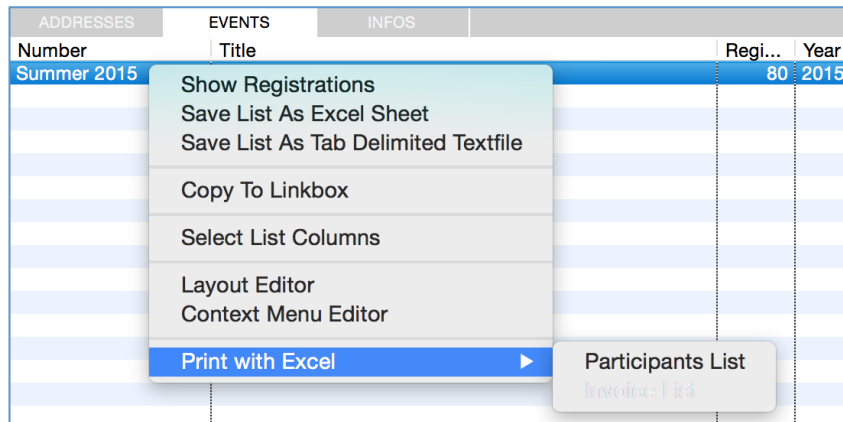 ADDRESSES EVENTS INFOS
Number Title Regi... Year
Summer 2015 80 2015
Show Registrations
Save List As Excel Sheet
Save List As Tab Delimited Textfile
Copy To Linkbox
Select List Columns
Layout Editor
Context Menu Editor
Print with Excel
Participants List
Invoice List